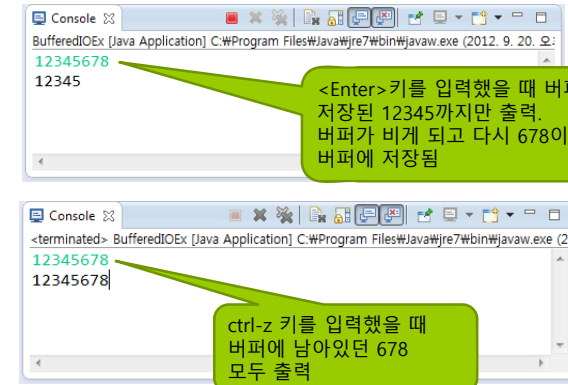 Console
BufferedIOEx [Java Application] C:₩Program Files₩Java₩jre7₩bin₩javaw.exe (2012. 9. 20.
12345678
12345
<Enter>키를 입력했을 때
저장된 12345까지만 출력.
버퍼가 비게 되고 다시 678이
버퍼에 저장됨
Console
<terminated> BufferedIOEx [Java Application] C:₩Program Files₩Java₩jre7₩bin₩javaw.exe (2
12345678
12345678
ctrl-z 키를 입력했을 때
버퍼에 남아있던 678
모두 출력